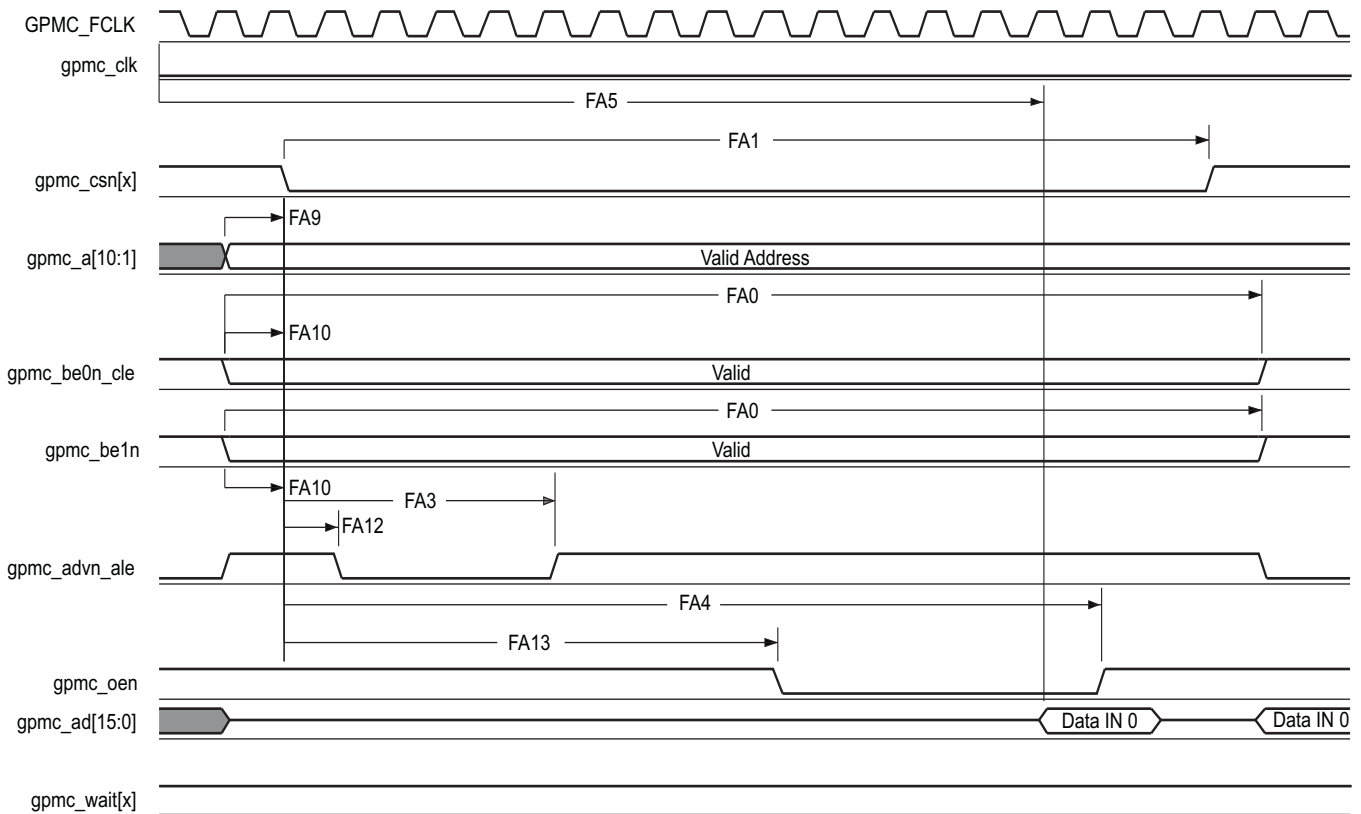 GPMC_FCLK
gpmc_clk
FA5
FA1
gpmc_csn[x]
FA9
gpmc_a[10:1]
Valid Address
FA0
FA10
gpmc_be0n_cle
Valid
FA0
gpmc_be1n
Valid
FA10
FA3
FA12
gpmc_advn_ale
FA4
FA13
gpmc_oen
gpmc_ad[15:0]
Data IN 0
Data IN 0
gpmc_wait[x]